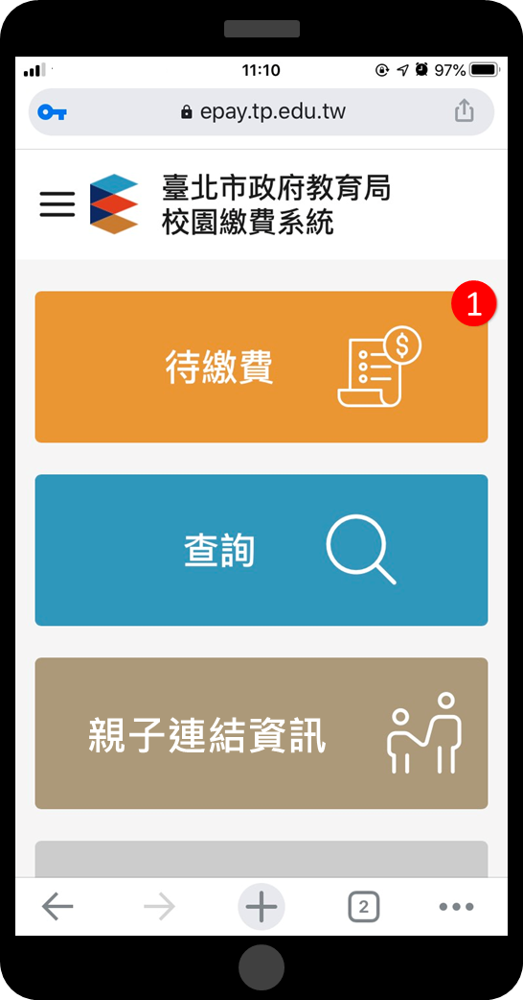 11:10
97%
epay.tp.edu.tw
臺北市政府教育局
校園繳費系統
1
待繳費
$
查詢
親子連結資訊
2